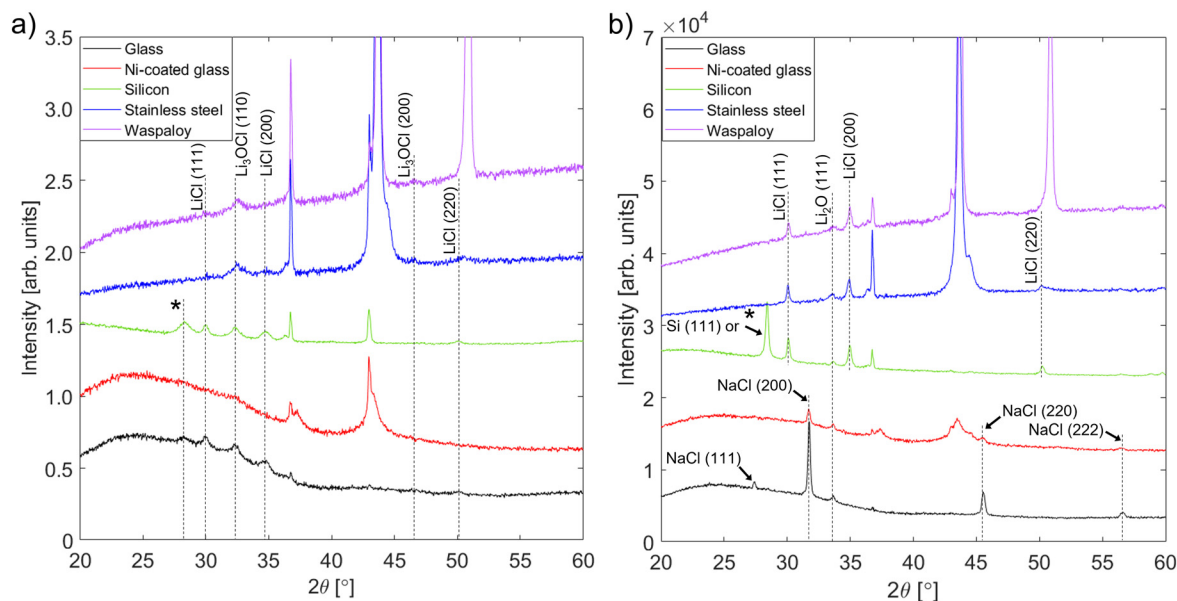 a)
Intensity [arb. units]
3.5
3.0
2.5
2.0
1.5
1.0
0.5
0
Glass
Ni-coated glass
Silicon
Stainless steel
Waspaloy
LiCl (111)
Li₃OCl (110)
LiCl (200)
Li₃OCl (200)
LiCl (220)
*
20 25 30 35 40 45 50 55 60
2θ [°]
b)
×10⁴
Intensity [arb. units]
7
6
5
4
3
2
1
0
Glass
Ni-coated glass
Silicon
Stainless steel
Waspaloy
LiCl (111)
Li₂O (111)
LiCl (200)
LiCl (220)
Si (111) or *
NaCl (200)
NaCl (220)
NaCl (222)
NaCl (111)
20 25 30 35 40 45 50 55 60
2θ [°]